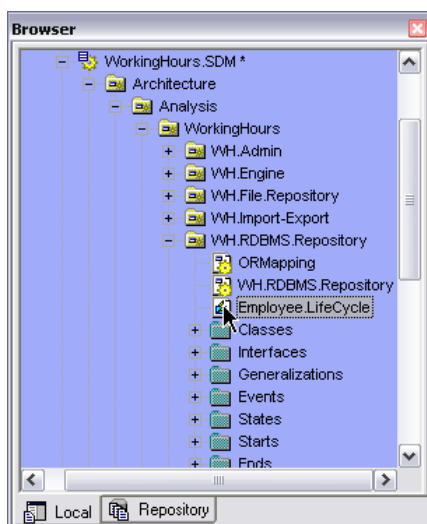 Browser
WorkingHours.SDM *
Architecture
Analysis
WorkingHours
WH.Admin
WH.Engine
WH.File.Repository
WH.Import-Export
WH.RDBMS.Repository
ORMapping
WH.RDBMS.Repository
Employee.LifeCycle
Classes
Interfaces
Generalizations
Events
States
Starts
Ends
Local Repository